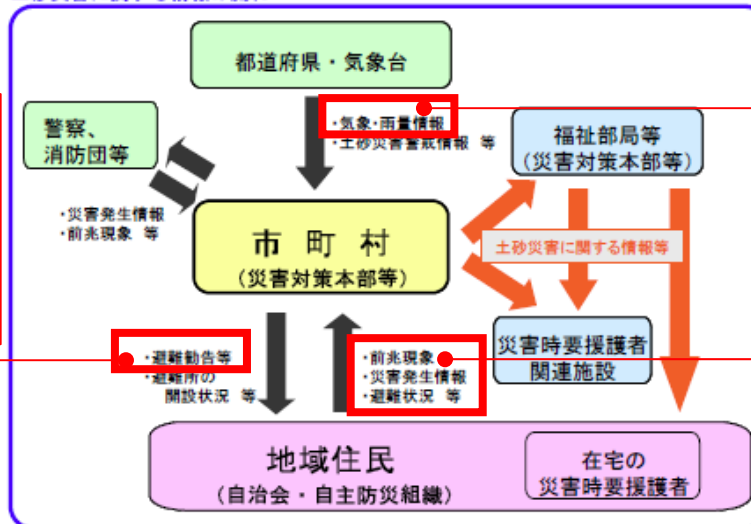 都道府県・気象台
警察、
消防団等
・気象・雨量情報
・土砂災害警戒情報 等
福祉部局等
(災害対策本部等)
・災害発生情報
・前兆現象 等
市 町 村
(災害対策本部等)
土砂災害に関する情報等
・避難勧告等
・避難所の
開設状況 等
・前兆現象
・災害発生情報
・避難状況 等
災害時要援護者
関連施設
地域住民
(自治会・自主防災組織)
在宅の
災害時要援護者